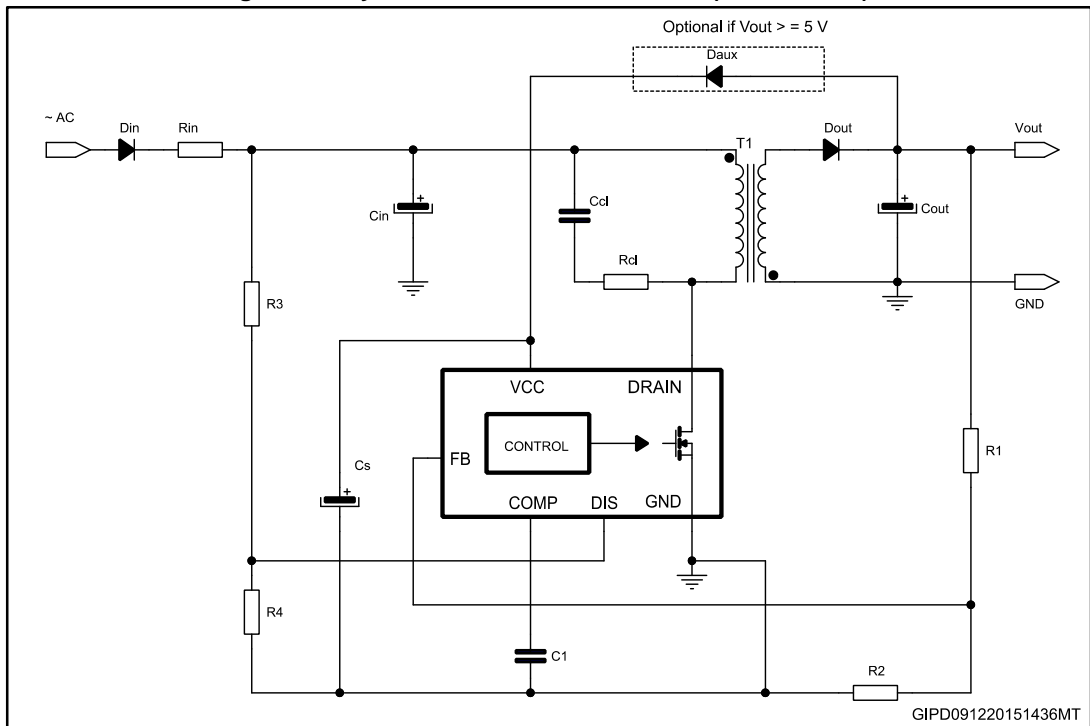 Optional if Vout > = 5 V
Daux
~ AC
Din
Rin
T1
Dout
Vout
Cin
+
Ccl
Rcl
+
Cout
GND
R3
VCC
DRAIN
CONTROL
FB
R1
Cs
+
COMP
DIS
GND
R4
C1
R2
GIPD091220151436MT